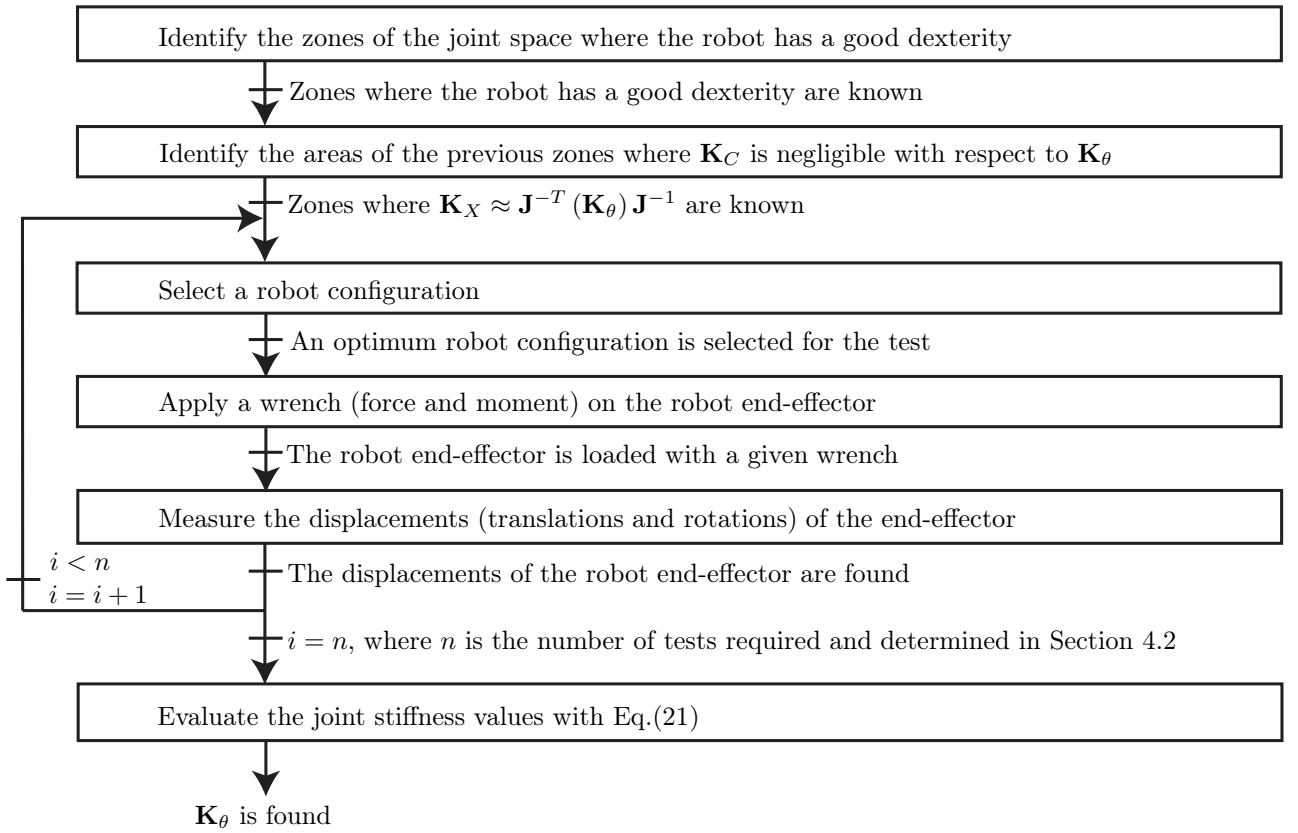 Identify the zones of the joint space where the robot has a good dexterity
Zones where the robot has a good dexterity are known
Identify the areas of the previous zones where K_C is negligible with respect to K_θ
Zones where K_X ≈ J^{-T} (K_θ) J^{-1} are known
Select a robot configuration
An optimum robot configuration is selected for the test
Apply a wrench (force and moment) on the robot end-effector
The robot end-effector is loaded with a given wrench
Measure the displacements (translations and rotations) of the end-effector
i < n
i = i + 1
The displacements of the robot end-effector are found
i = n, where n is the number of tests required and determined in Section 4.2
Evaluate the joint stiffness values with Eq.(21)
K_θ is found